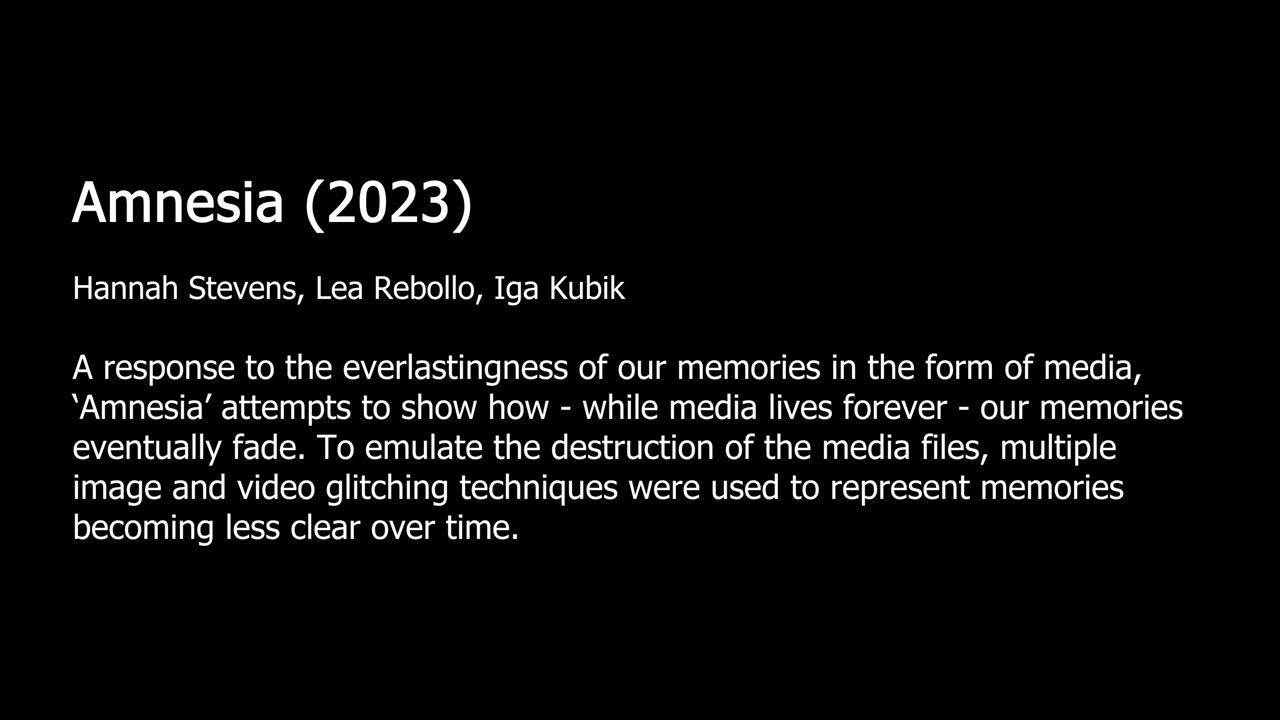 Amnesia (2023)
Hannah Stevens, Lea Rebollo, Iga Kubik
A response to the everlastingness of our memories in the form of media,
‘Amnesia’ attempts to show how - while media lives forever - our memories
eventually fade. To emulate the destruction of the media files, multiple
image and video glitching techniques were used to represent memories
becoming less clear over time.